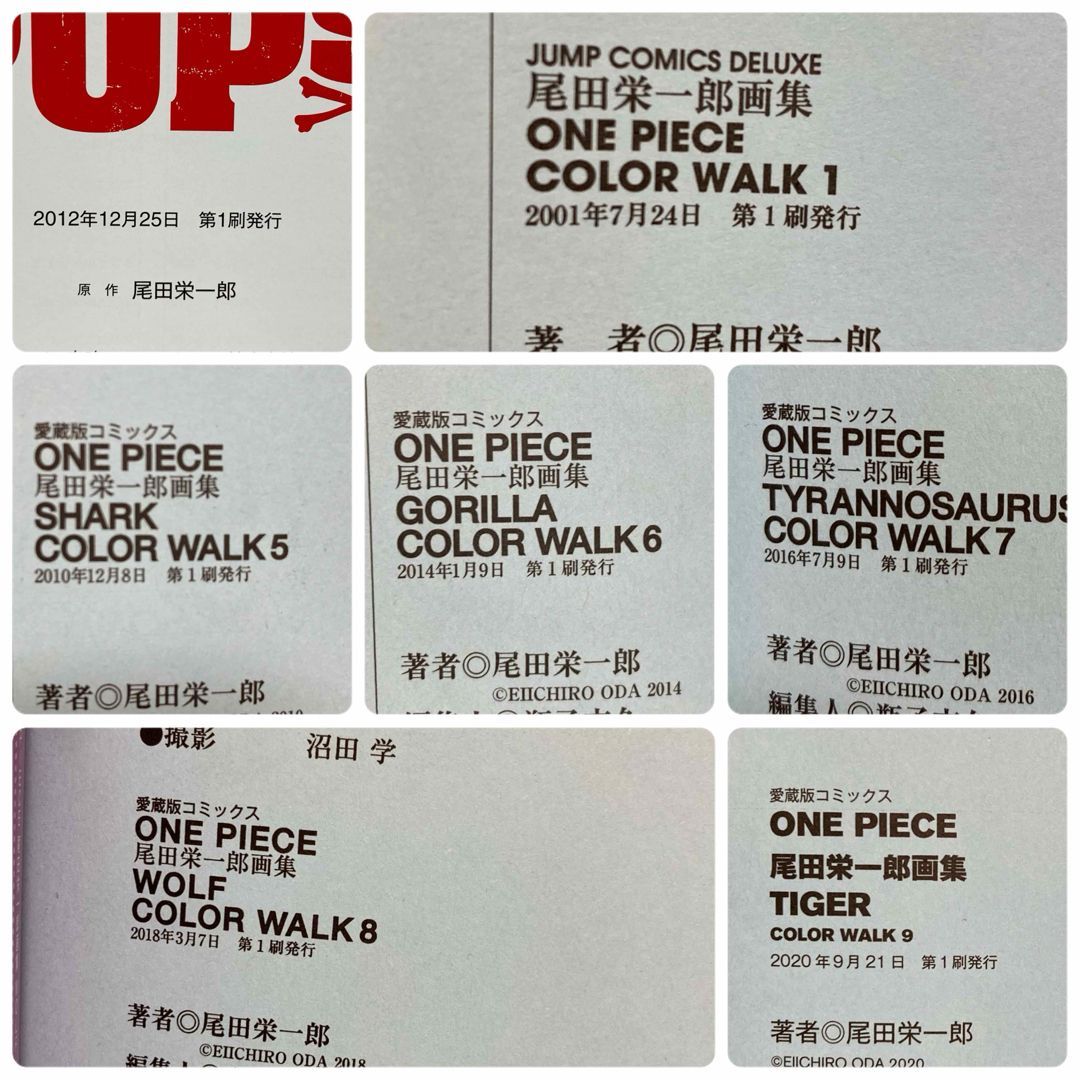 UPS
2012年12月25日　第1刷発行
原　作　尾田栄一郎
JUMP COMICS DELUXE
尾田栄一郎画集
ONE PIECE
COLOR WALK 1
2001年7月24日　第1刷発行
著　者◎尾田栄一郎
愛蔵版コミックス
ONE PIECE
尾田栄一郎画集
SHARK
COLOR WALK 5
2010年12月8日　第1刷発行
著者◎尾田栄一郎
愛蔵版コミックス
ONE PIECE
尾田栄一郎画集
GORILLA
COLOR WALK 6
2014年1月9日　第1刷発行
著者◎尾田栄一郎
©EIICHIRO ODA 2014
愛蔵版コミックス
ONE PIECE
尾田栄一郎画集
TYRANNOSAURUS
COLOR WALK 7
2016年7月9日　第1刷発行
著者◎尾田栄一郎
©EIICHIRO ODA 2016
編集人◎
●撮影　沼田 学
愛蔵版コミックス
ONE PIECE
尾田栄一郎画集
WOLF
COLOR WALK 8
2018年3月7日　第1刷発行
著者◎尾田栄一郎
©EIICHIRO ODA 2018
愛蔵版コミックス
ONE PIECE
尾田栄一郎画集
TIGER
COLOR WALK 9
2020年9月21日　第1刷発行
著者◎尾田栄一郎
©EIICHIRO ODA 2020